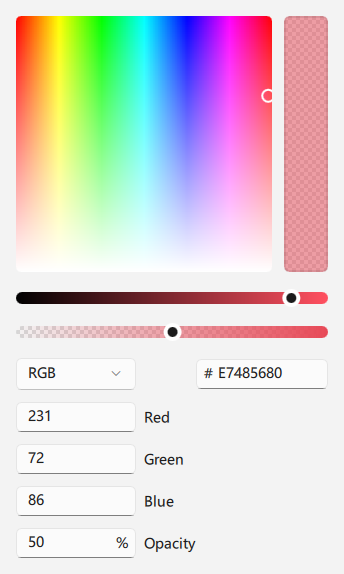 RGB
# E7485680
231 Red
72 Green
86 Blue
50 % Opacity